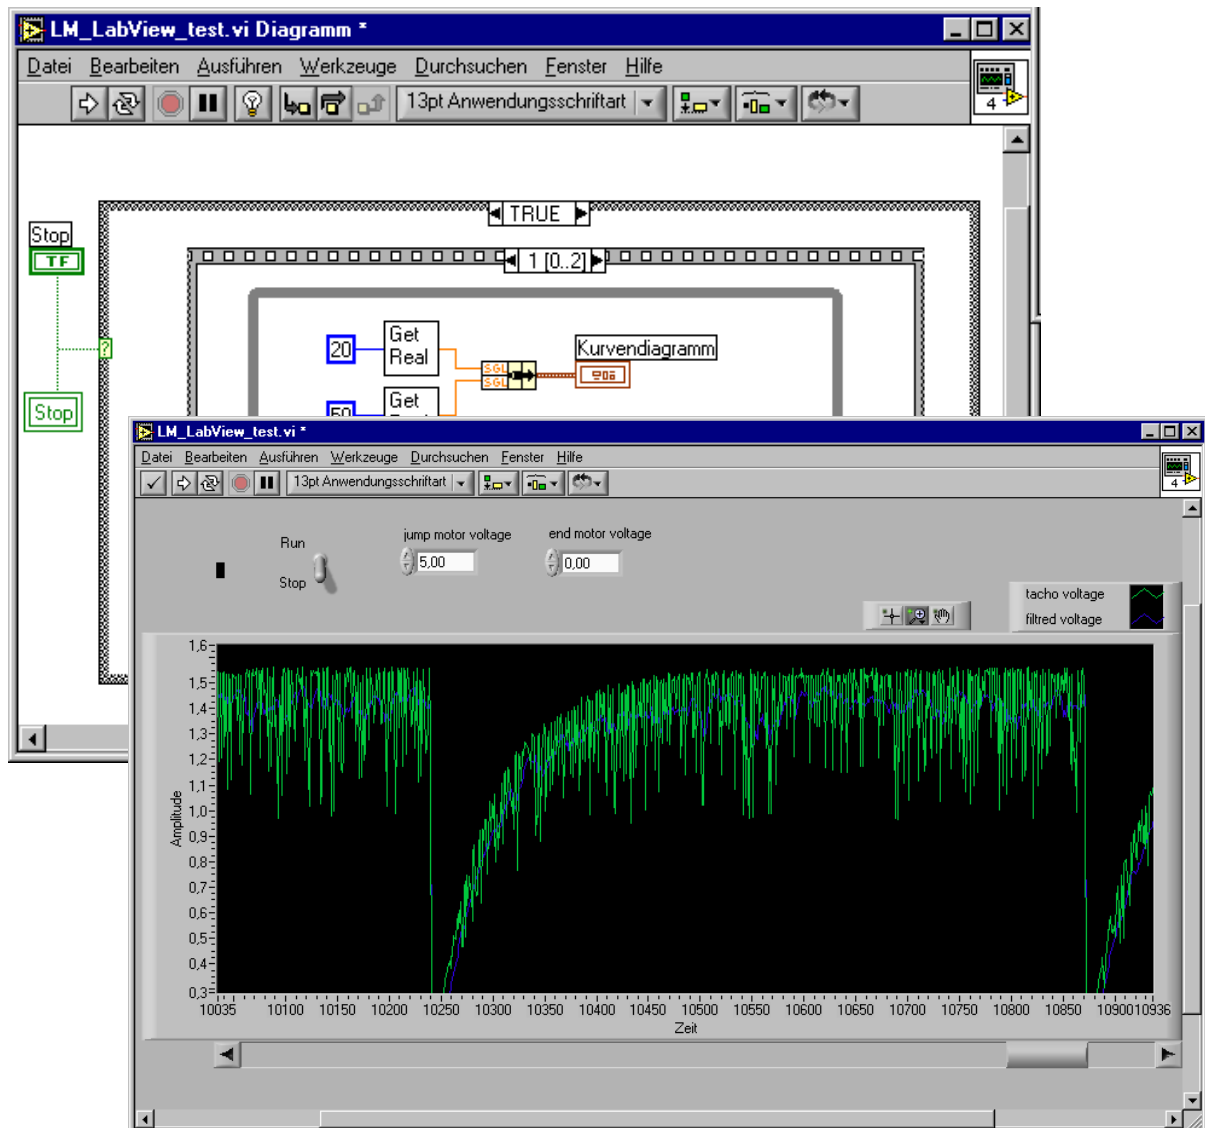 LM_LabView_test.vi Diagramm *
Datei Bearbeiten Ausführen Werkzeuge Durchsuchen Fenster Hilfe
13pt Anwendungsschriftart
4
TRUE
Stop
TF
1 [0..2]
?
20
Get
Real
SGL
SGL
Kurvendiagramm
Stop
Get
LM_LabView_test.vi *
Datei Bearbeiten Ausführen Werkzeuge Durchsuchen Fenster Hilfe
13pt Anwendungsschriftart
4
Run
Stop
jump motor voltage
5,00
end motor voltage
0,00
tacho voltage
filtred voltage
1,6
1,5
1,4
1,3
1,2
1,1
1,0
0,9
0,8
0,7
0,6
0,5
0,4
0,3
Amplitude
10035 10100 10150 10200 10250 10300 10350 10400 10450 10500 10550 10600 10650 10700 10750 10800 10850 10900 10936
Zeit